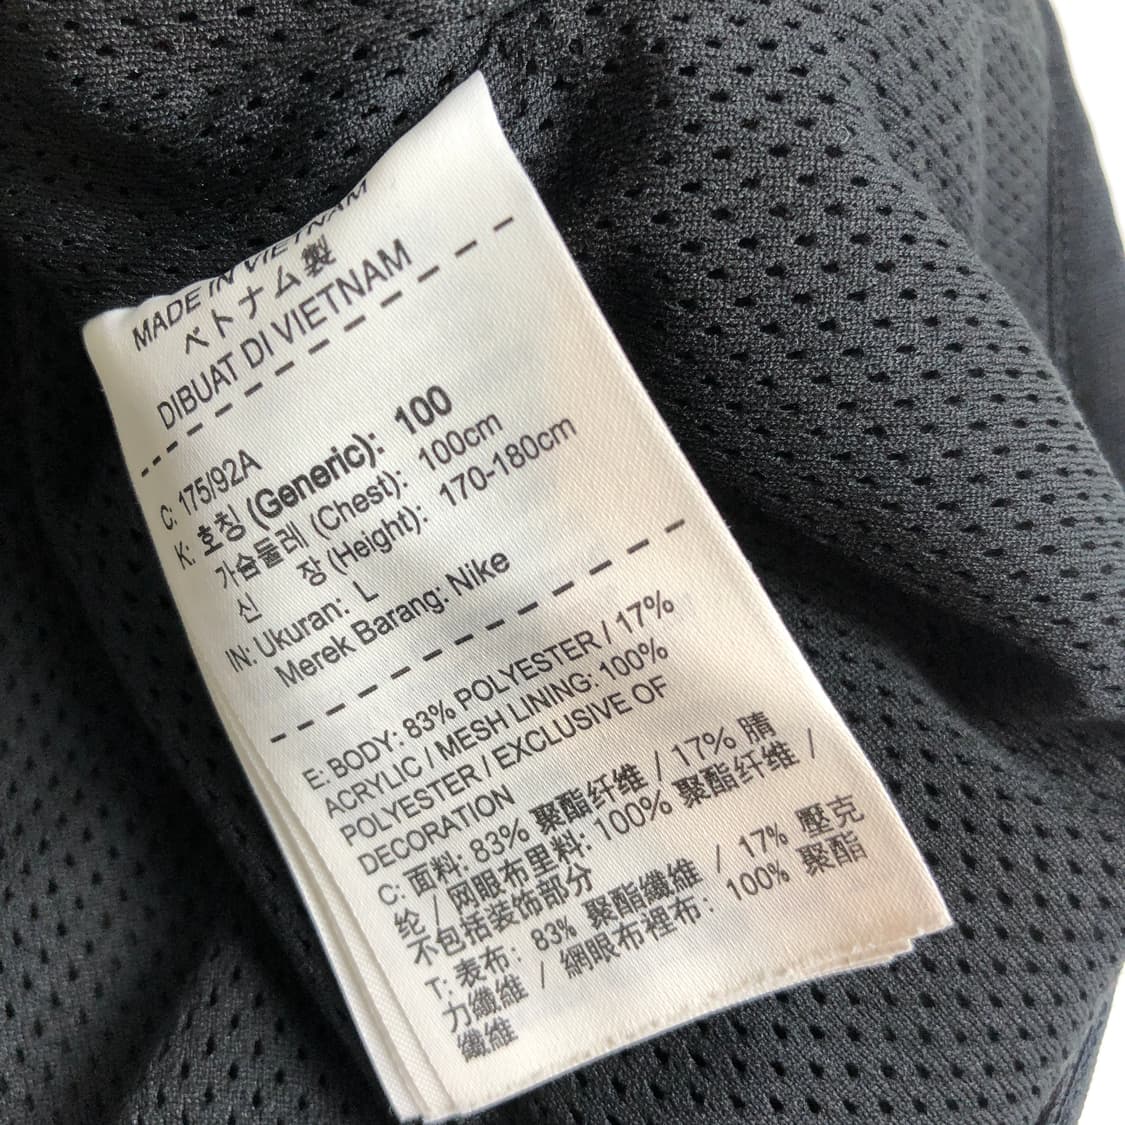 MADE IN VIETNAM
ベトナム製
DIBUAT DI VIETNAM
C: 175/92A
K: 호칭 (Generic): 100
가슴둘레 (Chest): 100cm
신 장 (Height): 170-180cm
IN: Ukuran: L
Merek Barang: Nike
E: BODY: 83% POLYESTER / 17%
ACRYLIC / MESH LINING: 100%
POLYESTER / EXCLUSIVE OF
DECORATION
C: 面料: 83% 聚酯纤维 / 17% 腈
纶 / 网眼布里料: 100% 聚酯纤维 /
不包括装饰部分
T: 表布: 83% 聚酯纖維 / 17% 壓克
力纖維 / 網眼布裡布: 100% 聚酯
纖維